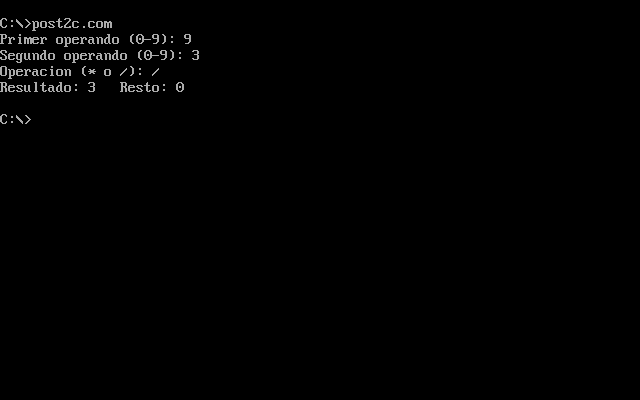 C:\>post2c.com
Primer operando (0-9): 9
Segundo operando (0-9): 3
Operacion (* o /): /
Resultado: 3   Resto: 0
C:\>